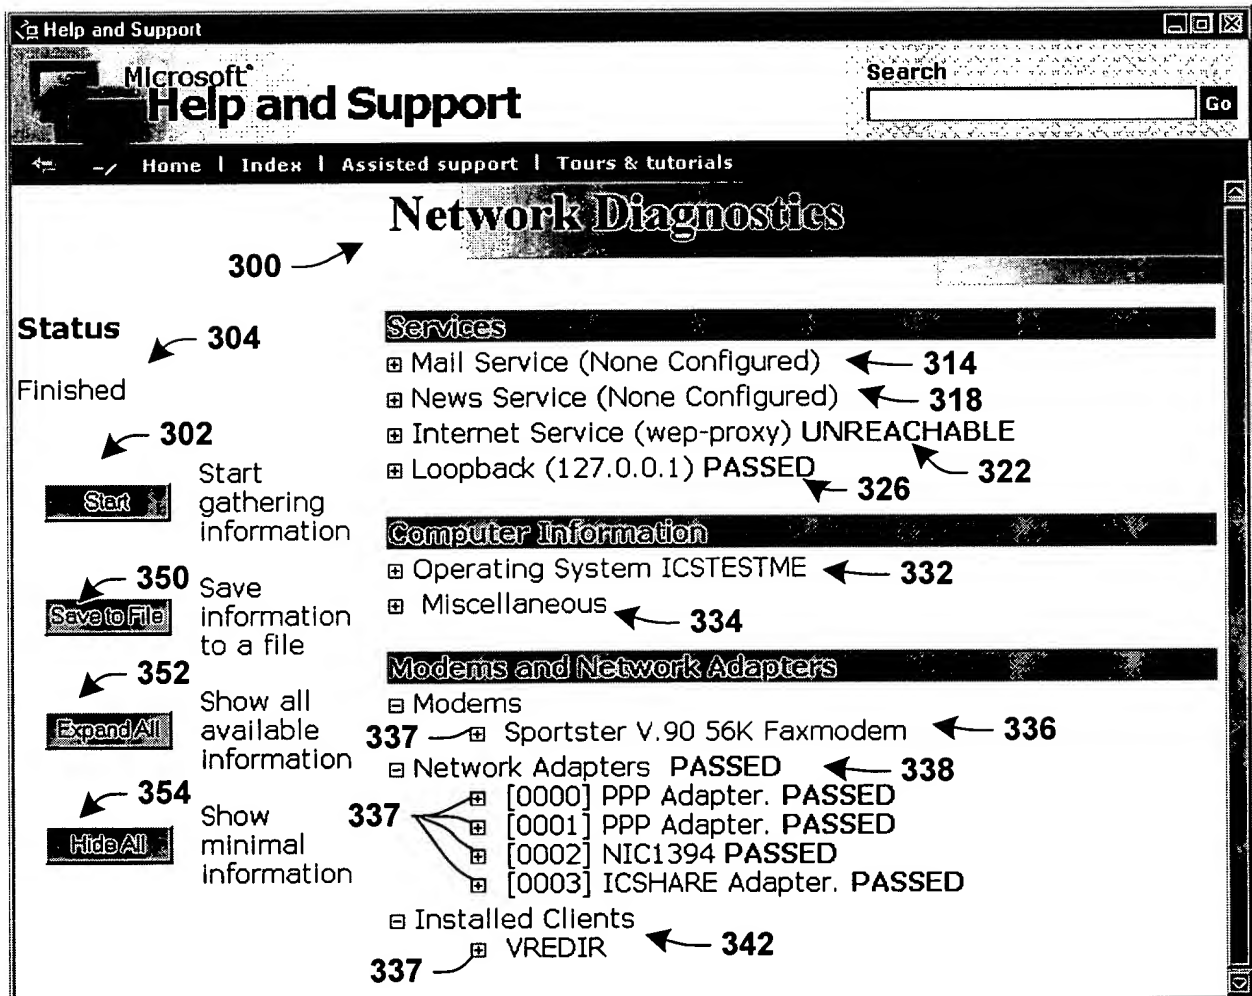 Help and Support
Microsoft
Help and Support
Search
Go
Home | Index | Assisted support | Tours & tutorials
Network Diagnostics
300
Status
304
Finished
302
Start
Start gathering information
350
Save to File
Save information to a file
352
Expand All
Show all available information
354
Hide All
Show minimal information
Services
Mail Service (None Configured) 314
News Service (None Configured) 318
Internet Service (wep-proxy) UNREACHABLE
322
Loopback (127.0.0.1) PASSED
326
Computer Information
Operating System ICSTESTME 332
Miscellaneous
334
Modems and Network Adapters
Modems
337 Sportster V.90 56K Faxmodem 336
Network Adapters PASSED 338
337
[0000] PPP Adapter. PASSED
[0001] PPP Adapter. PASSED
[0002] NIC1394 PASSED
[0003] ICSHARE Adapter. PASSED
Installed Clients
342
VREDIR
337